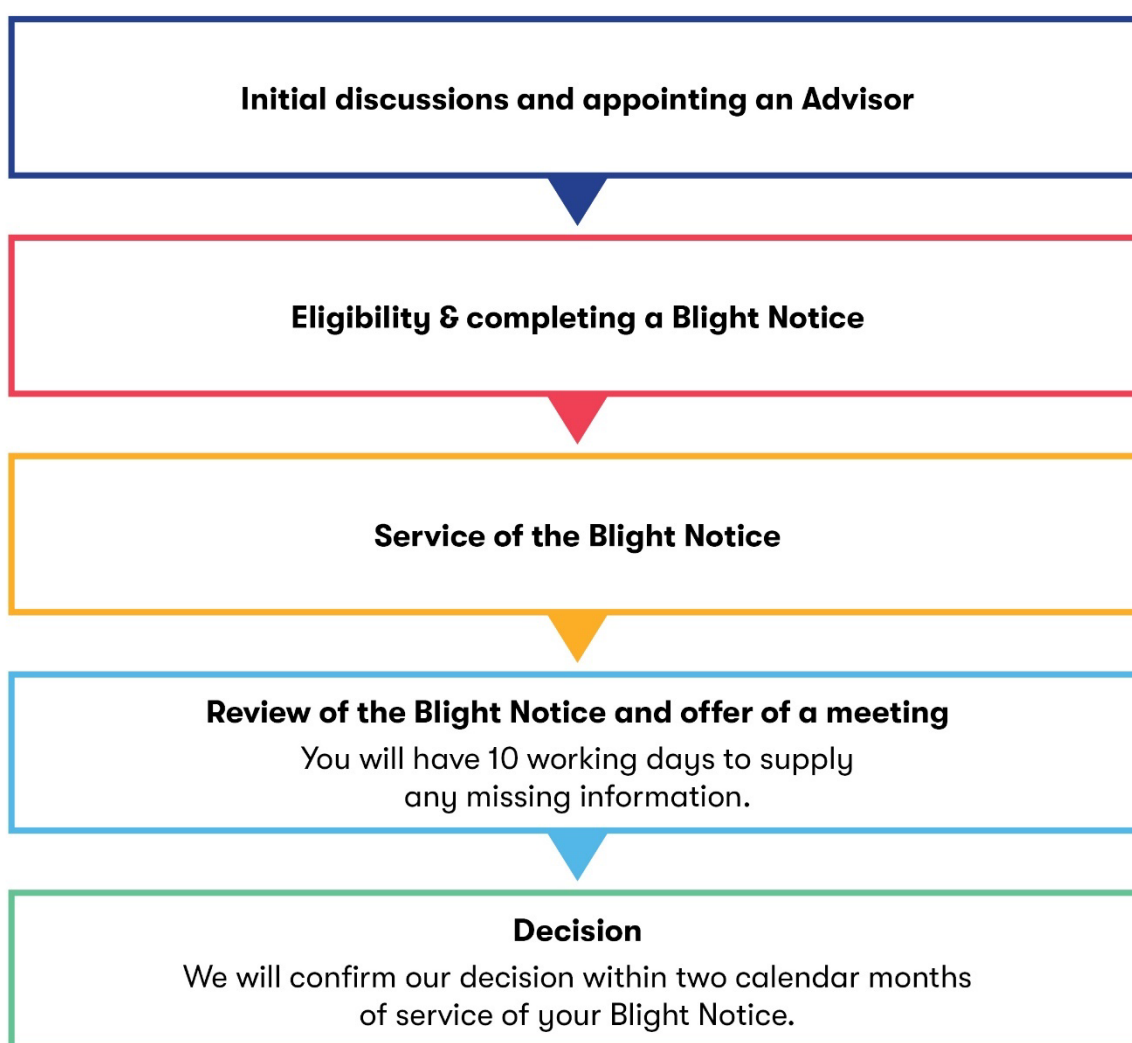 Initial discussions and appointing an Advisor
Eligibility & completing a Blight Notice
Service of the Blight Notice
Review of the Blight Notice and offer of a meeting
You will have 10 working days to supply
any missing information.
Decision
We will confirm our decision within two calendar months
of service of your Blight Notice.